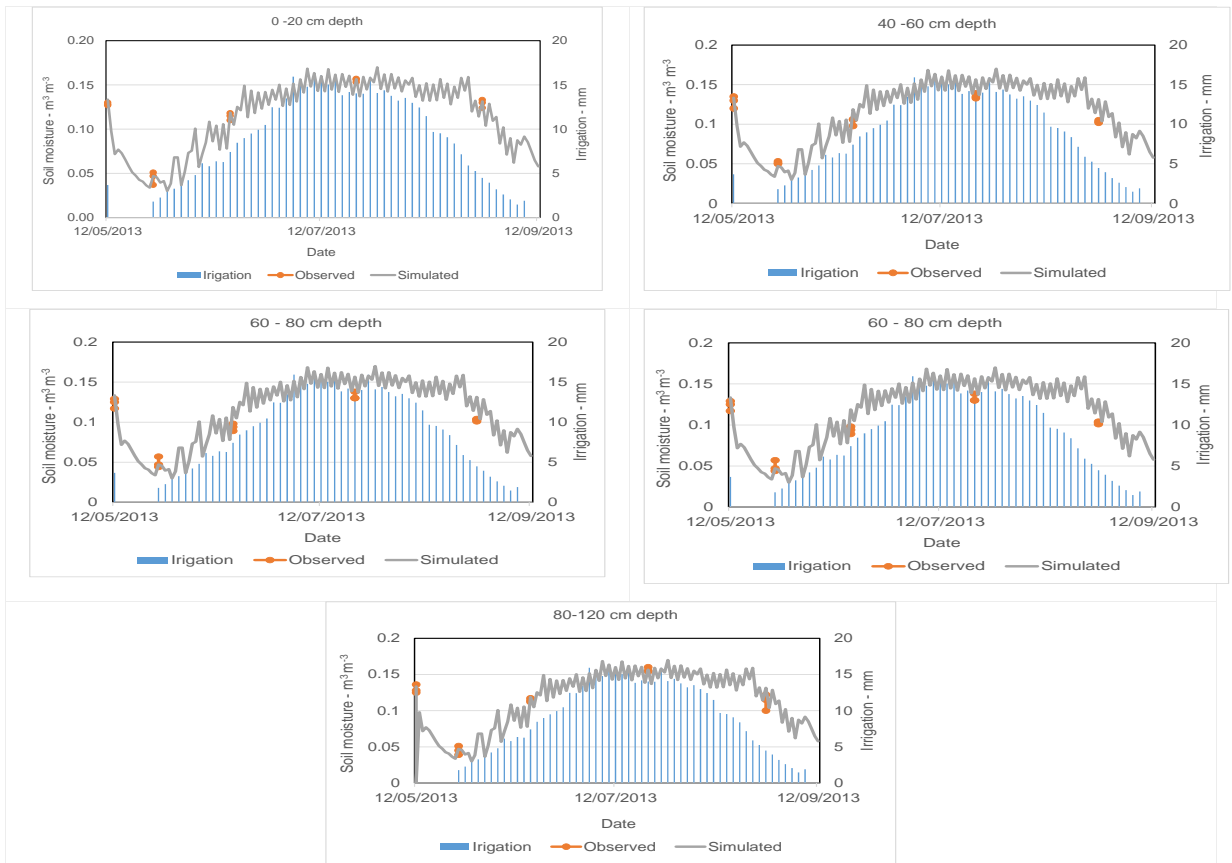 0 -20 cm depth
0.20
0.15
0.10
0.05
0.00
20
15
10
5
0
Soil moisture - m³ m-³
Irrigation - mm
12/05/2013 12/07/2013 12/09/2013
Date
Irrigation Observed Simulated
40 -60 cm depth
0.2
0.15
0.1
0.05
0
20
15
10
5
0
Soil moisture - m³ m-³
Irrigation - mm
12/05/2013 12/07/2013 12/09/2013
Date
Irrigation Observed Simulated
60 - 80 cm depth
0.2
0.15
0.1
0.05
0
20
15
10
5
0
Soil moisture - m³ m-³
Irrigation - mm
12/05/2013 12/07/2013 12/09/2013
Date
Irrigation Observed Simulated
60 - 80 cm depth
0.2
0.15
0.1
0.05
0
20
15
10
5
0
Soil moisture - m³ m-³
Irrigation - mm
12/05/2013 12/07/2013 12/09/2013
Date
Irrigation Observed Simulated
80-120 cm depth
0.2
0.15
0.1
0.05
0
20
15
10
5
0
Soil moisture - m³ m-³
Irrigation - mm
12/05/2013 12/07/2013 12/09/2013
Date
Irrigation Observed Simulated